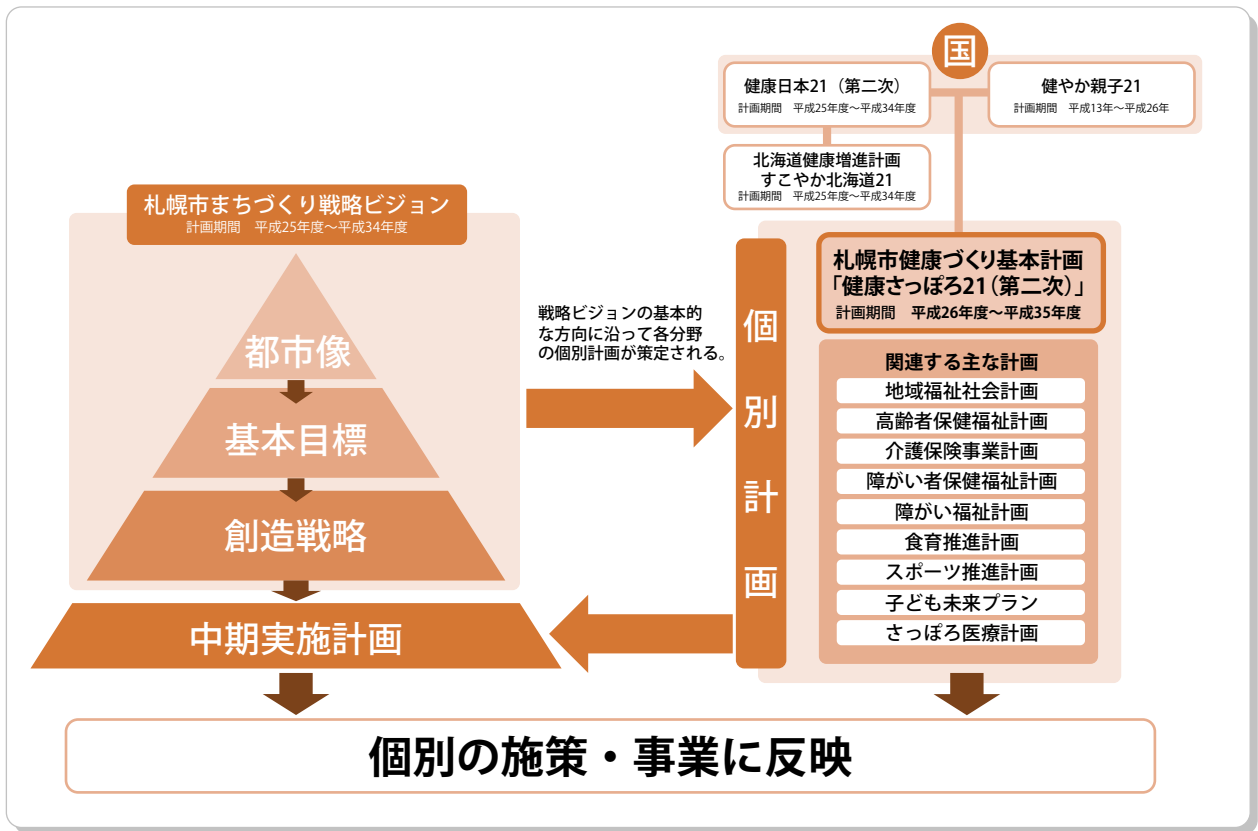 国
健康日本21（第二次）
計画期間　平成25年度～平成34年度
健やか親子21
計画期間　平成13年～平成26年
北海道健康増進計画
すこやか北海道21
計画期間　平成25年度～平成34年度
札幌市まちづくり戦略ビジョン
計画期間　平成25年度～平成34年度
都市像
基本目標
創造戦略
中期実施計画
戦略ビジョンの基本的
な方向に沿って各分野
の個別計画が策定される。
個別計画
札幌市健康づくり基本計画
「健康さっぽろ21（第二次）」
計画期間　平成26年度～平成35年度
関連する主な計画
地域福祉社会計画
高齢者保健福祉計画
介護保険事業計画
障がい者保健福祉計画
障がい福祉計画
食育推進計画
スポーツ推進計画
子ども未来プラン
さっぽろ医療計画
個別の施策・事業に反映